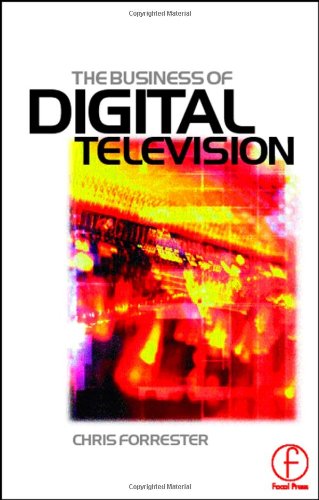 Copyrighted Material
THE BUSINESS OF
DIGITAL
TELEVISION
CHRIS FORRESTER
Focal Press
Copyrighted Material